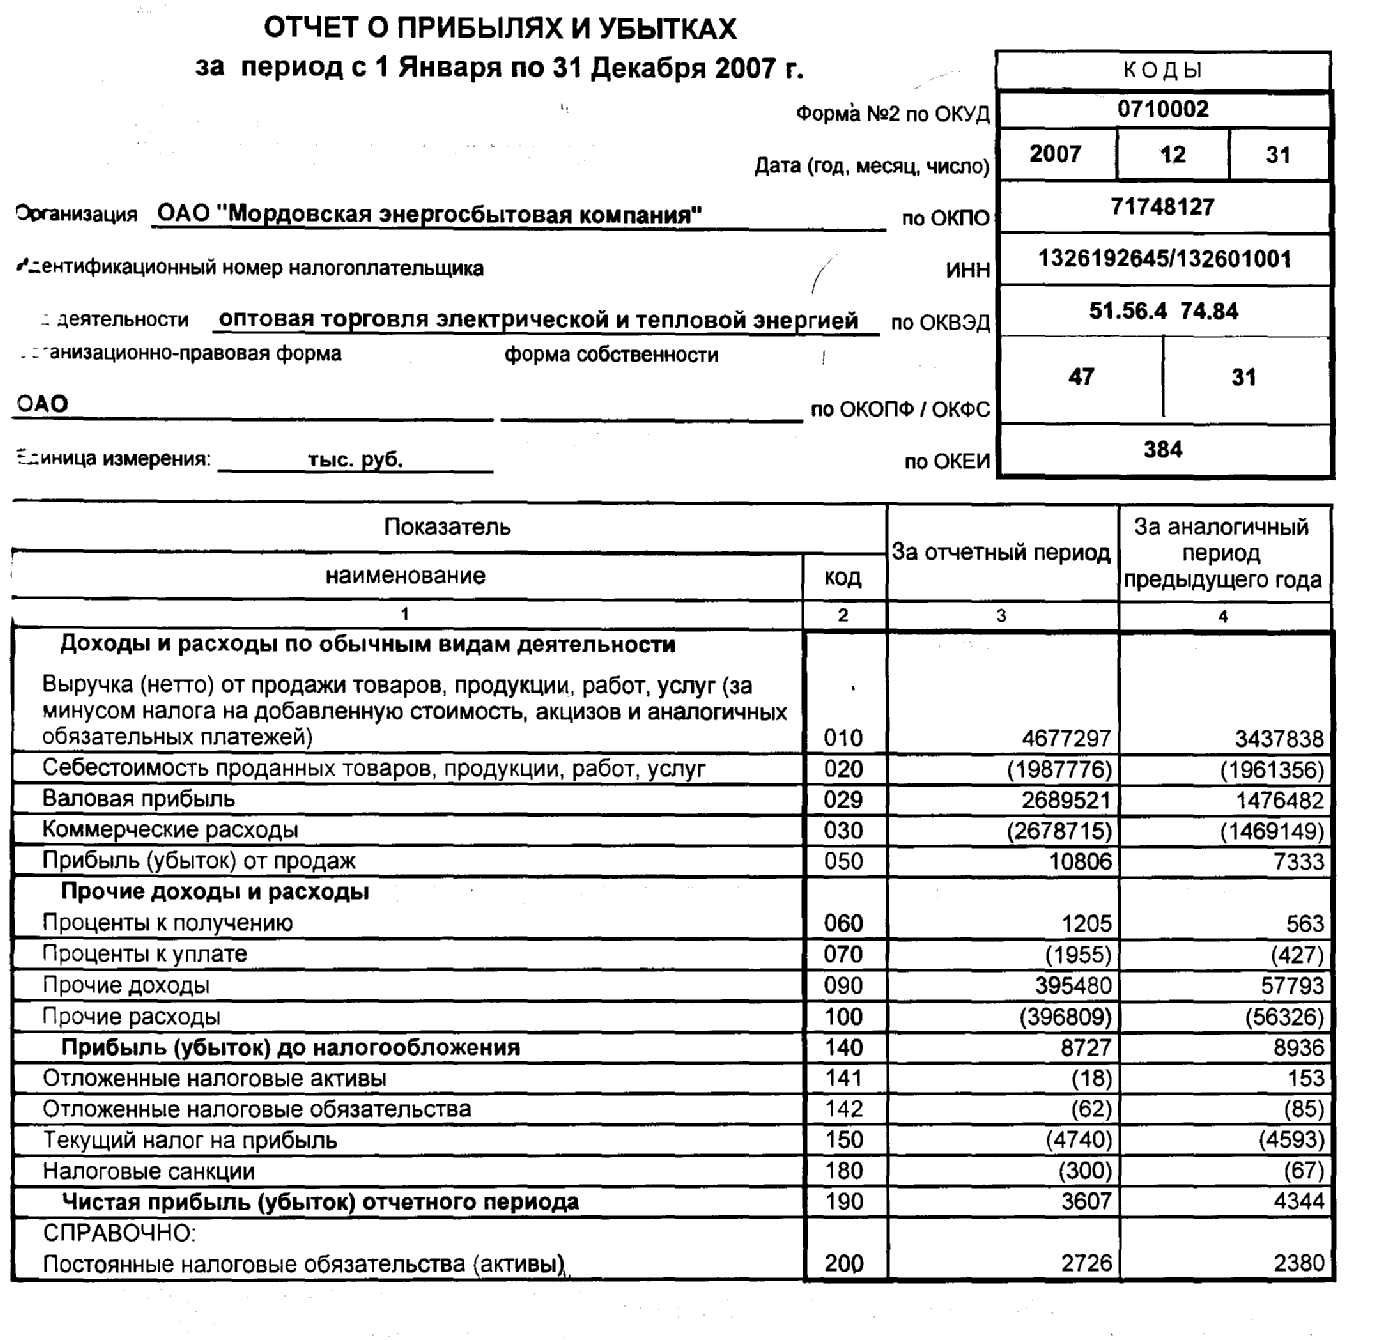 ОТЧЕТ О ПРИБЫЛЯХ И УБЫТКАХ
за период с 1 Января по 31 Декабря 2007 г.
КОДЫ
Форма №2 по ОКУД 0710002
Дата (год, месяц, число) 2007 12 31
Организация ОАО "Мордовская энергосбытовая компания" по ОКПО 71748127
ентификационный номер налогоплательщика ИНН 1326192645/132601001
деятельности оптовая торговля электрической и тепловой энергией по ОКВЭД 51.56.4 74.84
ганизационно-правовая форма форма собственности
47 31
ОАО по ОКОПФ / ОКФС
Единица измерения: тыс. руб. по ОКЕИ 384
Показатель За отчетный период За аналогичный период предыдущего года
наименование код
1 2 3 4
Доходы и расходы по обычным видам деятельности
Выручка (нетто) от продажи товаров, продукции, работ, услуг (за
минусом налога на добавленную стоимость, акцизов и аналогичных
обязательных платежей) 010 4677297 3437838
Себестоимость проданных товаров, продукции, работ, услуг 020 (1987776) (1961356)
Валовая прибыль 029 2689521 1476482
Коммерческие расходы 030 (2678715) (1469149)
Прибыль (убыток) от продаж 050 10806 7333
Прочие доходы и расходы
Проценты к получению 060 1205 563
Проценты к уплате 070 (1955) (427)
Прочие доходы 090 395480 57793
Прочие расходы 100 (396809) (56326)
Прибыль (убыток) до налогообложения 140 8727 8936
Отложенные налоговые активы 141 (18) 153
Отложенные налоговые обязательства 142 (62) (85)
Текущий налог на прибыль 150 (4740) (4593)
Налоговые санкции 180 (300) (67)
Чистая прибыль (убыток) отчетного периода 190 3607 4344
СПРАВОЧНО:
Постоянные налоговые обязательства (активы) 200 2726 2380